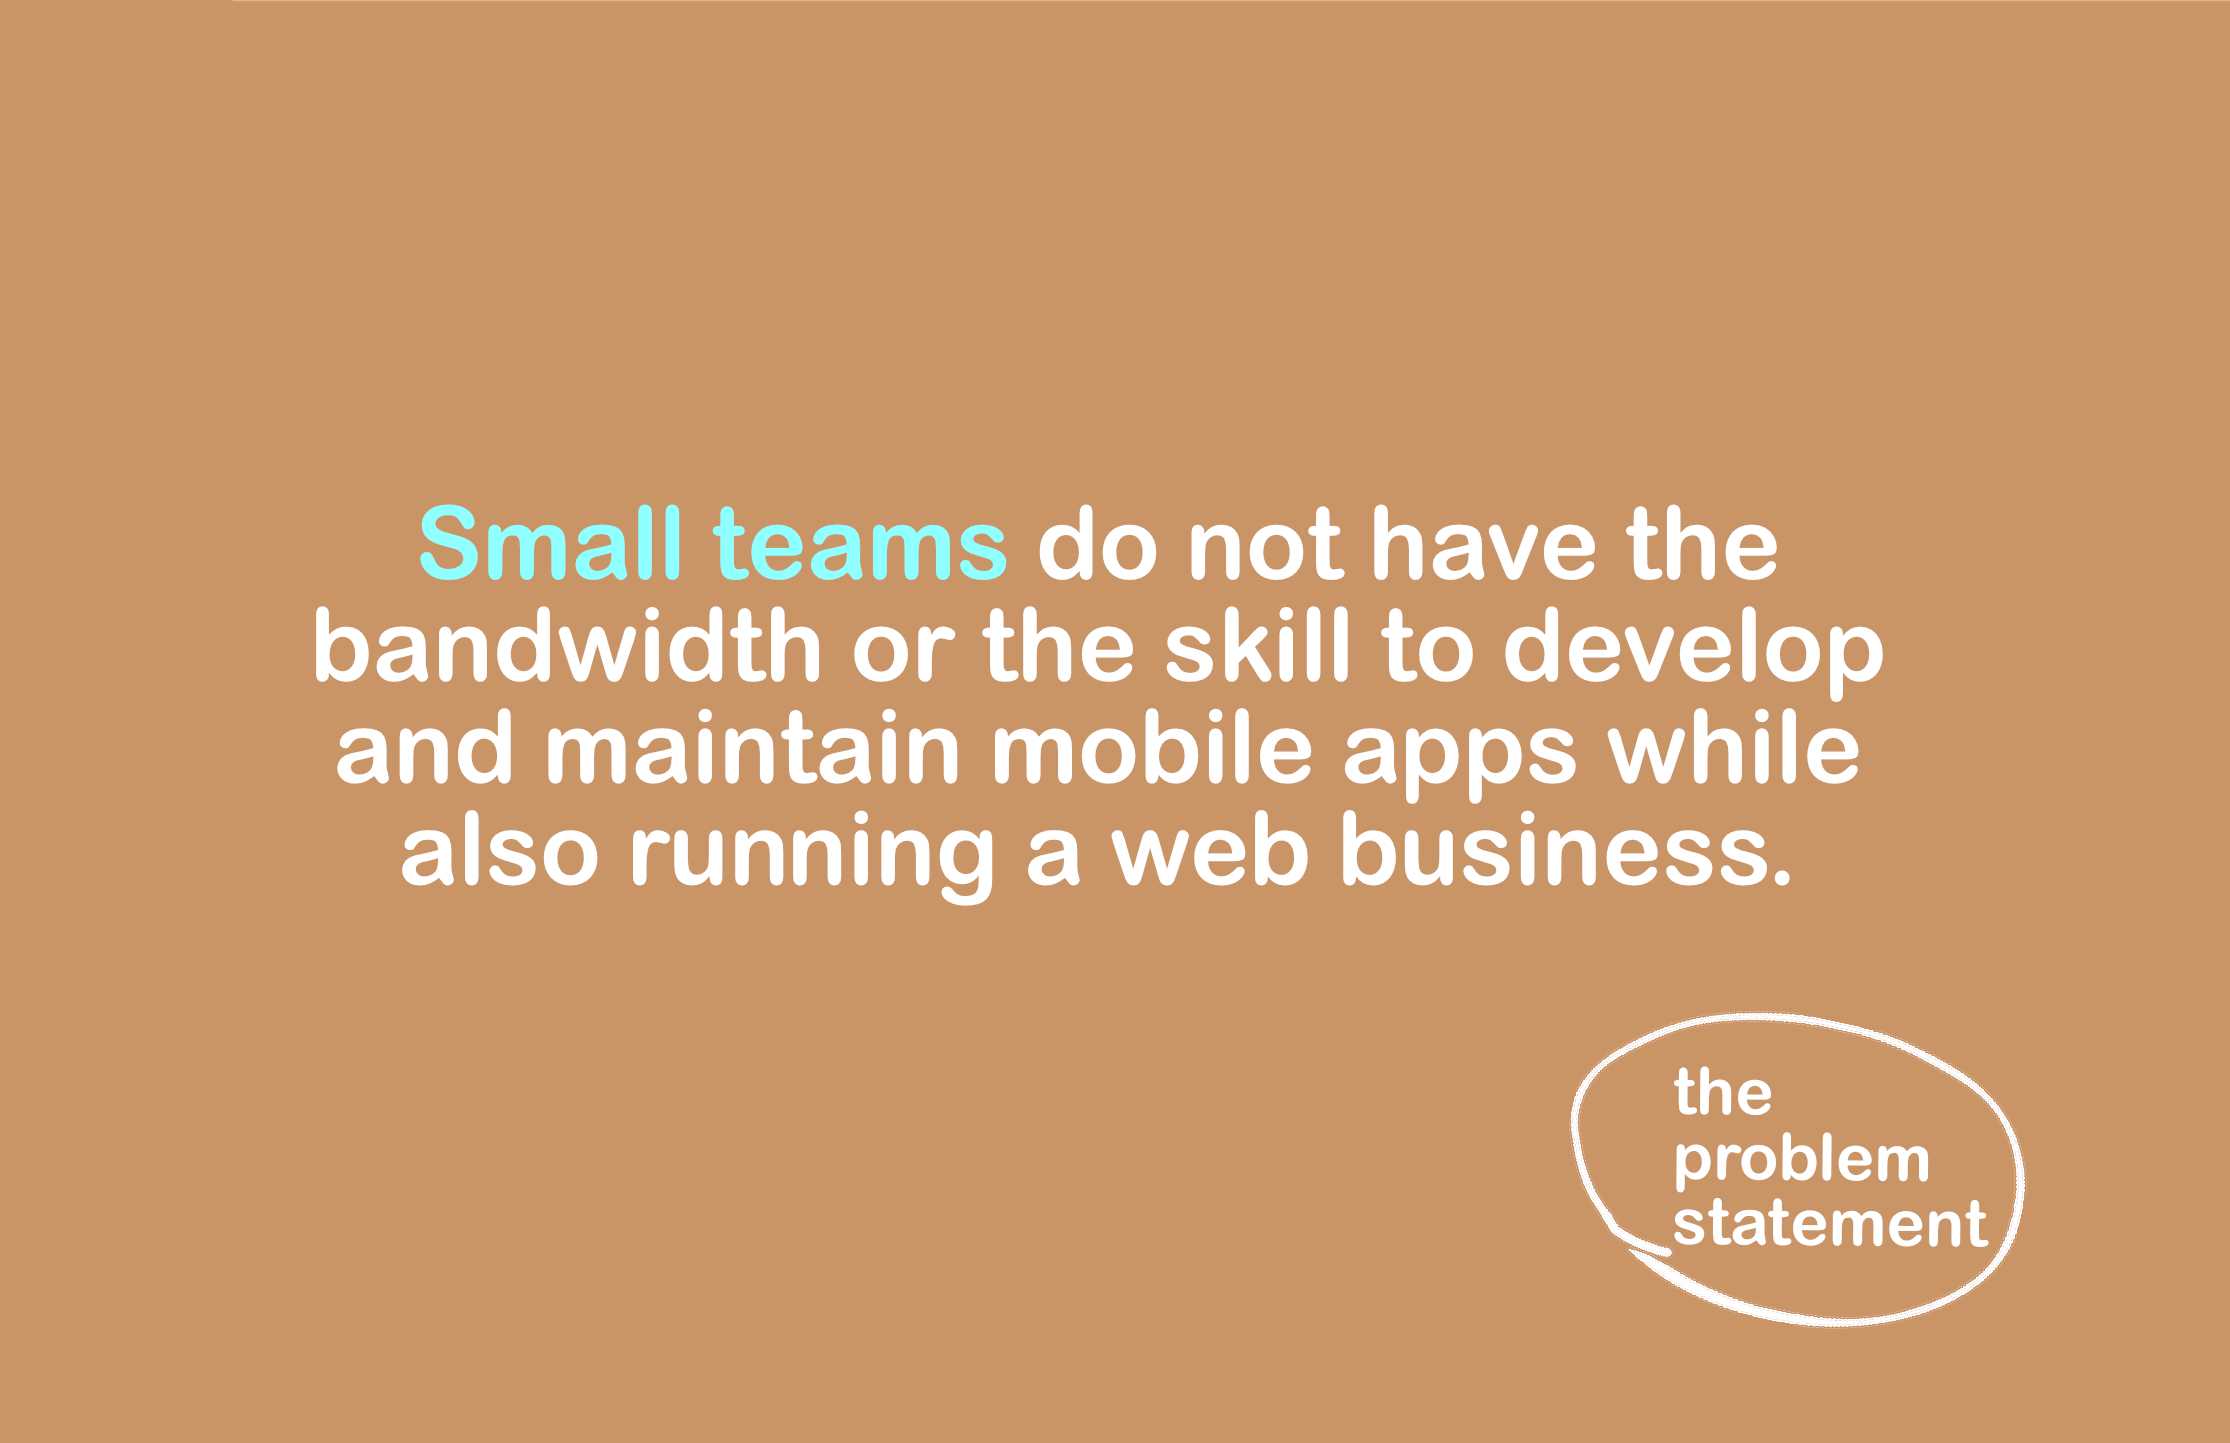 Small teams do not have the
bandwidth or the skill to develop
and maintain mobile apps while
also running a web business.
the
problem
statement